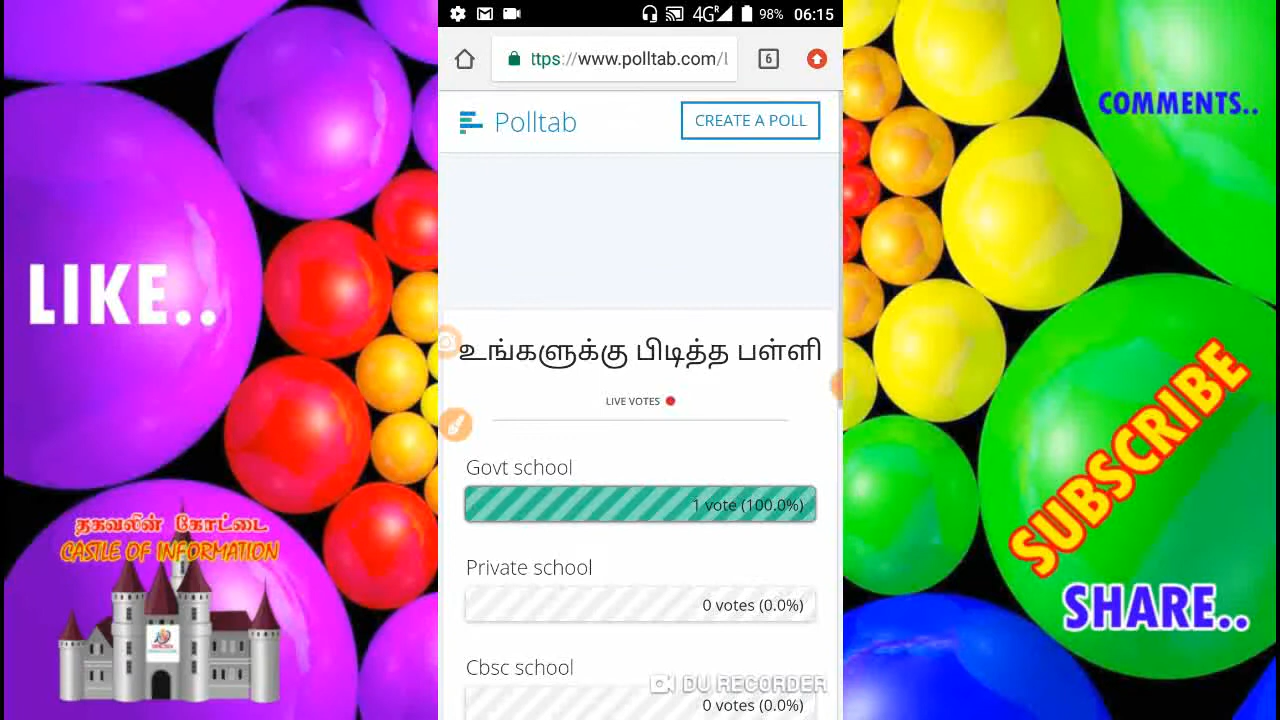 98% 06:15
ttps://www.polltab.com/l
6
Polltab
CREATE A POLL
உங்களுக்கு பிடித்த பள்ளி
LIVE VOTES
Govt school
1 vote (100.0%)
Private school
0 votes (0.0%)
Cbsc school
0 votes (0.0%)
DU RECORDER
LIKE..
தகவலின் கோட்டை
CASTLE OF INFORMATION
COMMENTS..
SUBSCRIBE
SHARE..
4G R